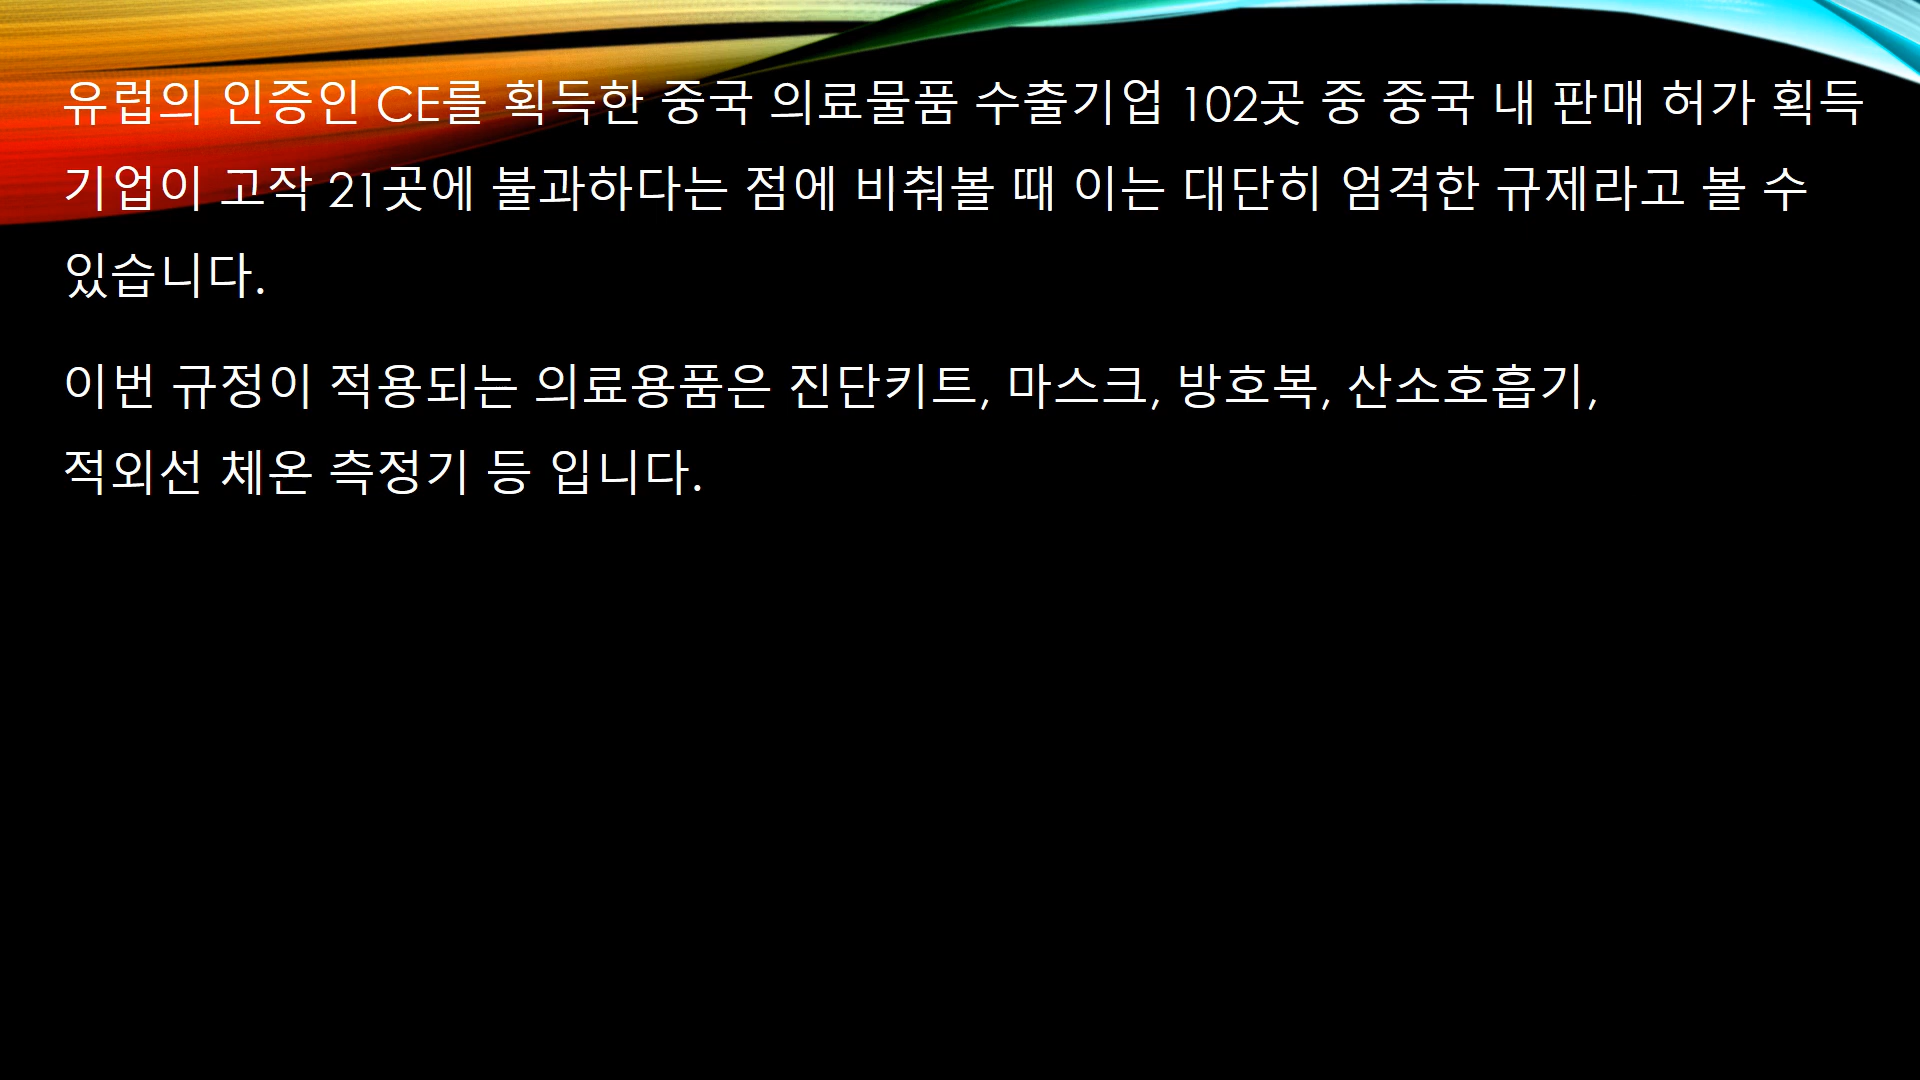 유럽의 인증인 CE를 획득한 중국 의료물품 수출기업 102곳 중 중국 내 판매 허가 획득
기업이 고작 21곳에 불과하다는 점에 비춰볼 때 이는 대단히 엄격한 규제라고 볼 수
있습니다.
이번 규정이 적용되는 의료용품은 진단키트, 마스크, 방호복, 산소호흡기,
적외선 체온 측정기 등 입니다.